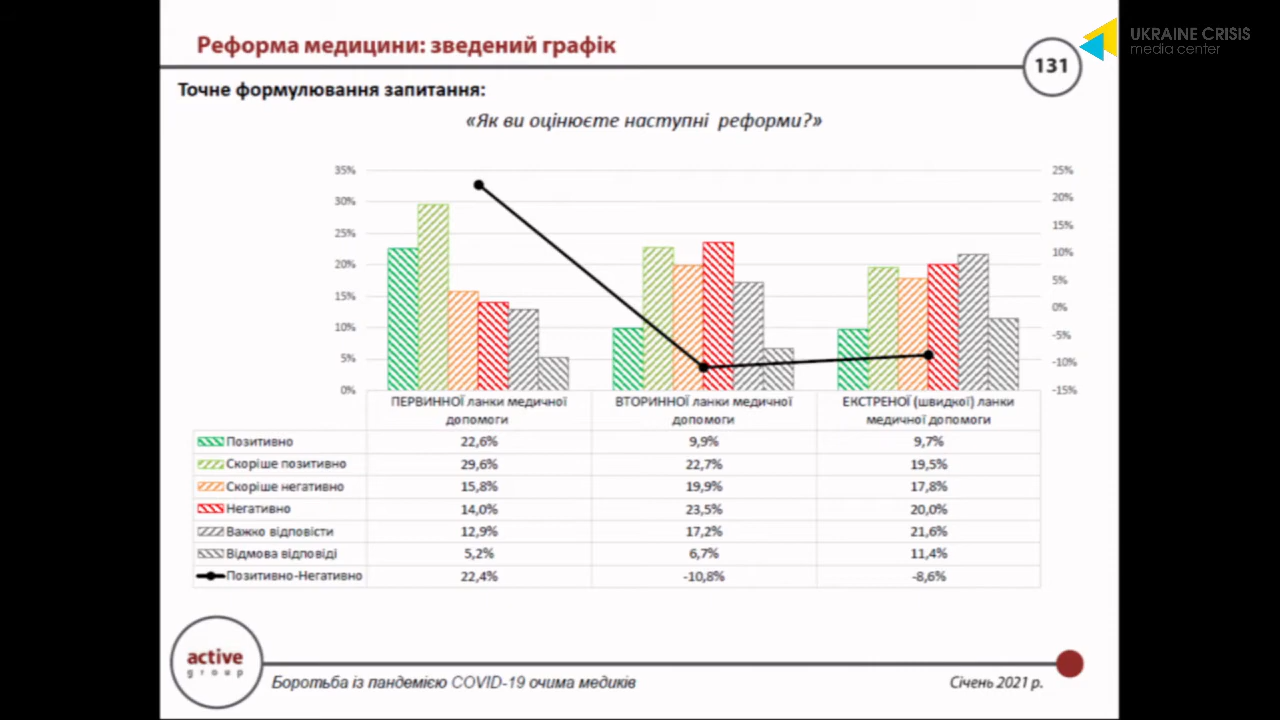 UKRAINE CRISIS
media center
Реформа медицини: зведений графік
131
Точне формулювання запитання:
«Як ви оцінюєте наступні реформи?»
35%
30%
25%
20%
15%
10%
5%
0%
25%
20%
15%
10%
5%
0%
-5%
-10%
-15%
ПЕРВИННОЇ ланки медичної допомоги
ВТОРИННОЇ ланки медичної допомоги
ЕКСТРЕНОЇ (швидкої) ланки медичної допомоги
Позитивно 22,6% 9,9% 9,7%
Скоріше позитивно 29,6% 22,7% 19,5%
Скоріше негативно 15,8% 19,9% 17,8%
Негативно 14,0% 23,5% 20,0%
Важко відповісти 12,9% 17,2% 21,6%
Відмова відповіді 5,2% 6,7% 11,4%
Позитивно-Негативно 22,4% -10,8% -8,6%
active
group
Боротьба із пандемією COVID-19 очима медиків
Січень 2021 р.